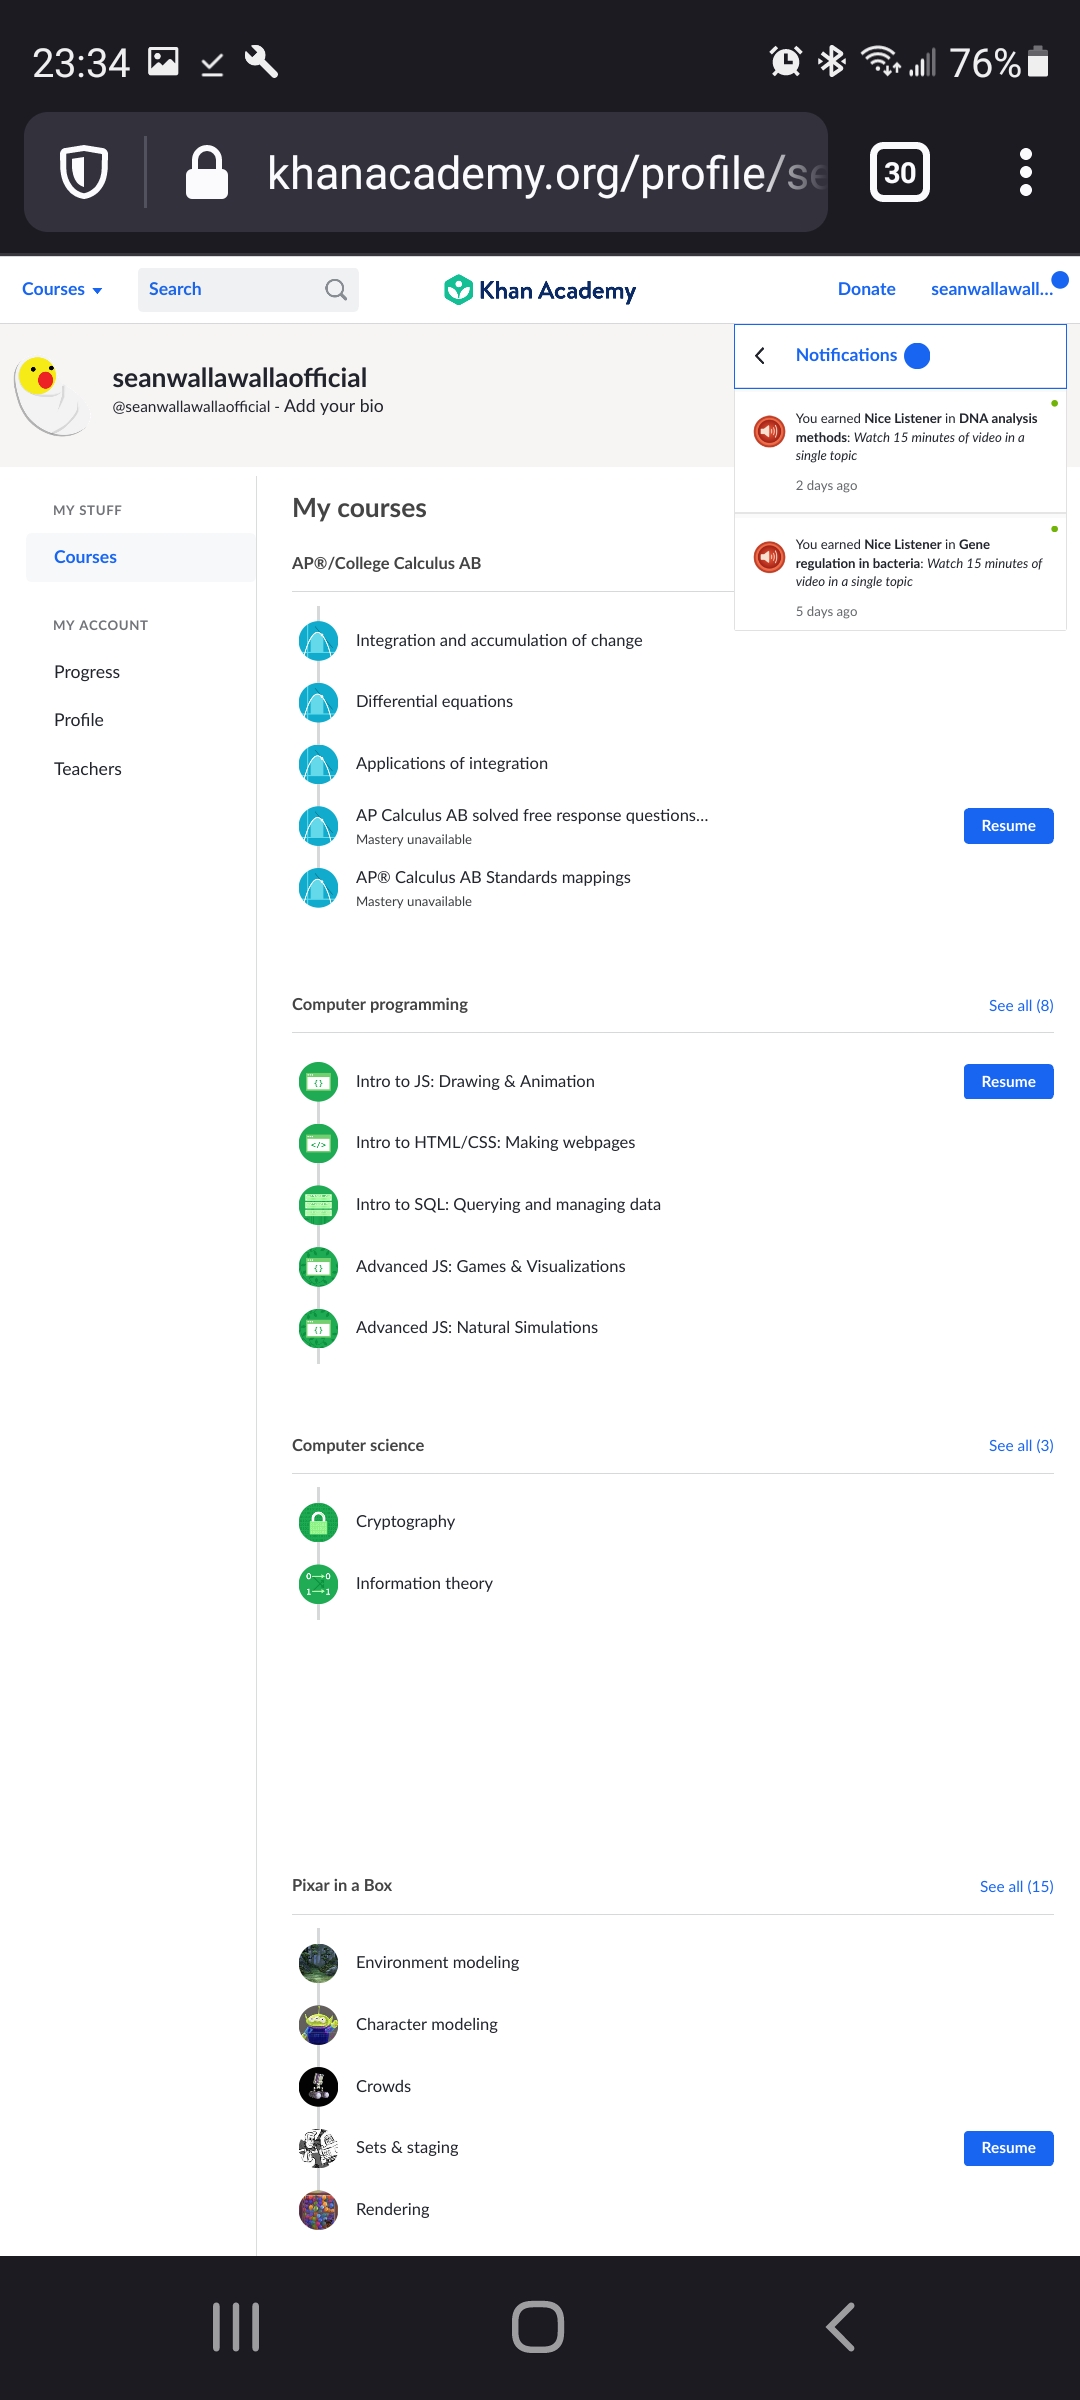 23:34
76%
khanacademy.org/profile/se
30
Courses
Search
Khan Academy
Donate
seanwallawall...
seanwallawallaofficial
@seanwallawallaofficial - Add your bio
Notifications
You earned Nice Listener in DNA analysis
methods: Watch 15 minutes of video in a
single topic
2 days ago
You earned Nice Listener in Gene
regulation in bacteria: Watch 15 minutes of
video in a single topic
5 days ago
MY STUFF
Courses
MY ACCOUNT
Progress
Profile
Teachers
My courses
AP®/College Calculus AB
Integration and accumulation of change
Differential equations
Applications of integration
AP Calculus AB solved free response questions...
Mastery unavailable
Resume
AP® Calculus AB Standards mappings
Mastery unavailable
Computer programming
See all (8)
Intro to JS: Drawing & Animation
Resume
Intro to HTML/CSS: Making webpages
Intro to SQL: Querying and managing data
Advanced JS: Games & Visualizations
Advanced JS: Natural Simulations
Computer science
See all (3)
Cryptography
Information theory
Pixar in a Box
See all (15)
Environment modeling
Character modeling
Crowds
Sets & staging
Resume
Rendering